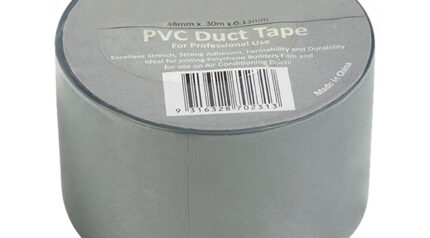 48mm x 30m x 0.13mm
PVC Duct Tape
For Professional Use
Excellent Stretch, Strong Adhesion, Formability and Durability
Ideal for Joining Polythene Builders Film and
for use on Air Conditioning Ducts
9 316328 702313
Made in China